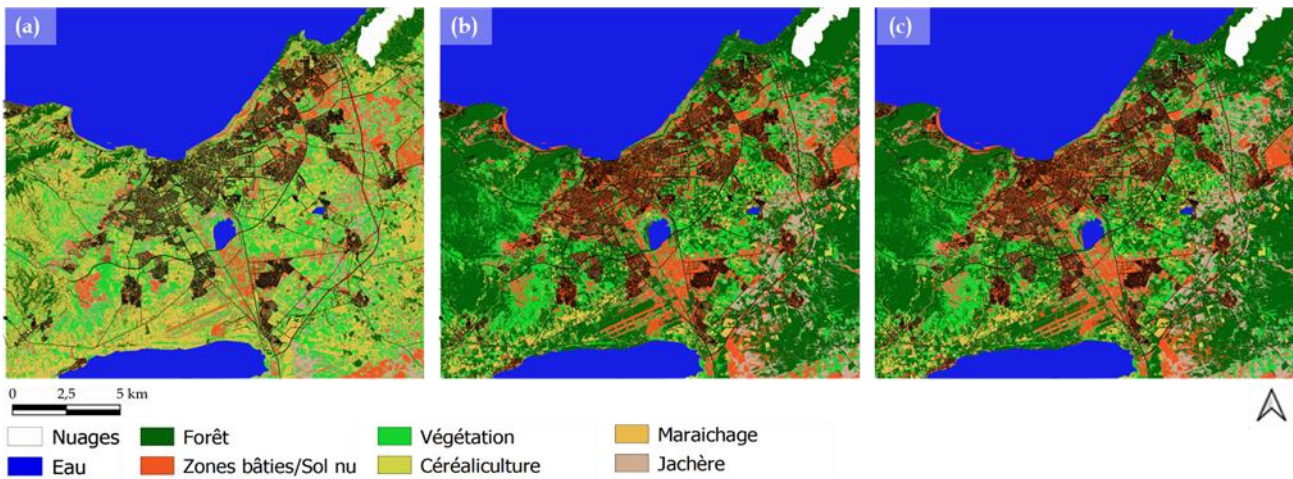 (a) (b) (c)
0 2,5 5 km
Nuages Forêt Végétation Maraichage
Eau Zones bâties/Sol nu Céréaliculture Jachère